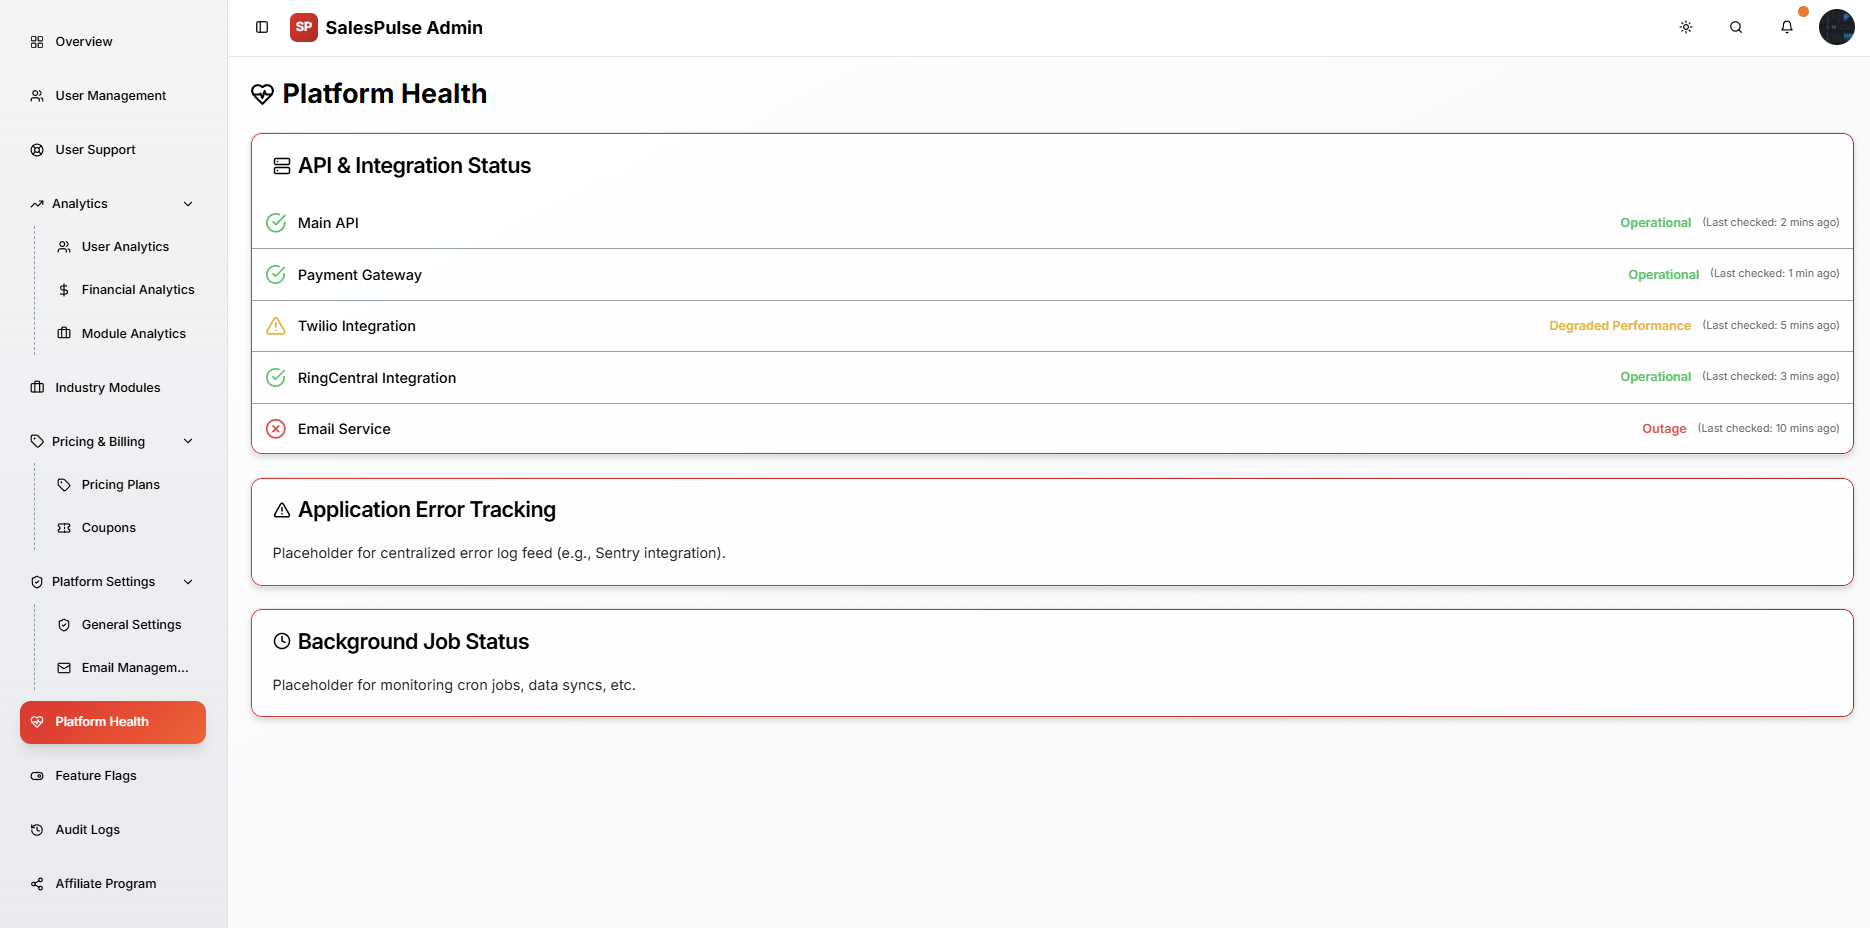 Overview
User Management
User Support
Analytics
User Analytics
Financial Analytics
Module Analytics
Industry Modules
Pricing & Billing
Pricing Plans
Coupons
Platform Settings
General Settings
Email Managem...
Platform Health
Feature Flags
Audit Logs
Affiliate Program
SP SalesPulse Admin
Platform Health
API & Integration Status
Main API Operational (Last checked: 2 mins ago)
Payment Gateway Operational (Last checked: 1 min ago)
Twilio Integration Degraded Performance (Last checked: 5 mins ago)
RingCentral Integration Operational (Last checked: 3 mins ago)
Email Service Outage (Last checked: 10 mins ago)
Application Error Tracking
Placeholder for centralized error log feed (e.g., Sentry integration).
Background Job Status
Placeholder for monitoring cron jobs, data syncs, etc.